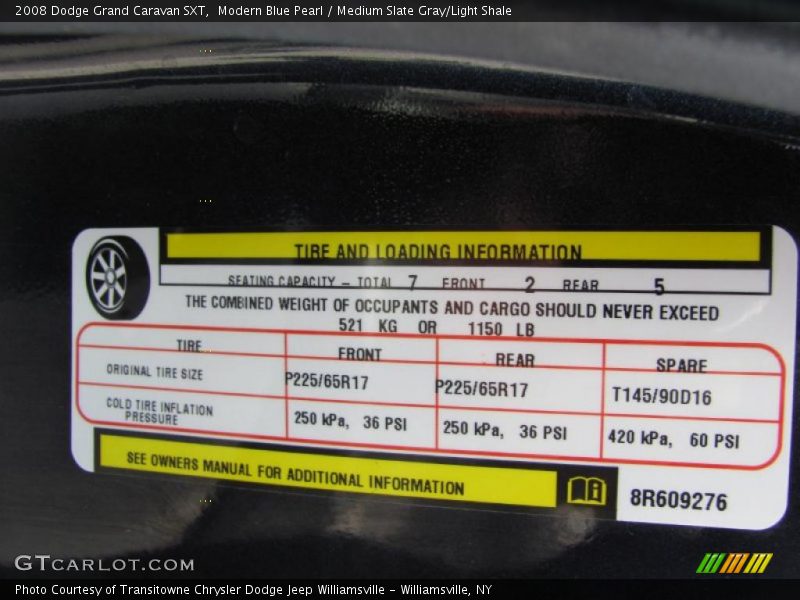 2008 Dodge Grand Caravan SXT,  Modern Blue Pearl / Medium Slate Gray/Light Shale
TIRE AND LOADING INFORMATION
SEATING CAPACITY – TOTAL 7 FRONT 2 REAR 5
THE COMBINED WEIGHT OF OCCUPANTS AND CARGO SHOULD NEVER EXCEED
521 KG OR 1150 LB
TIRE FRONT REAR SPARE
ORIGINAL TIRE SIZE P225/65R17 P225/65R17 T145/90D16
COLD TIRE INFLATION PRESSURE 250 kPa, 36 PSI 250 kPa, 36 PSI 420 kPa, 60 PSI
SEE OWNERS MANUAL FOR ADDITIONAL INFORMATION
8R609276
GTCARLOT.COM
Photo Courtesy of Transitowne Chrysler Dodge Jeep Williamsville – Williamsville, NY